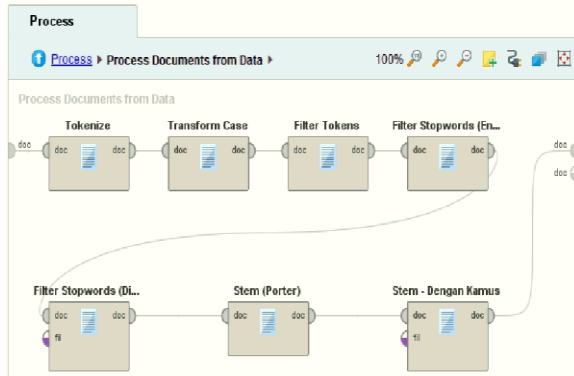 Process
Process ▸ Process Documents from Data ▸ 100%
Process Documents from Data
Tokenize Transform Case Filter Tokens Filter Stopwords (En...
doc doc doc doc doc doc doc doc doc doc
doc
Filter Stopwords (Di... Stem (Porter) Stem - Dengan Kamus
doc doc doc doc doc doc
fil fil